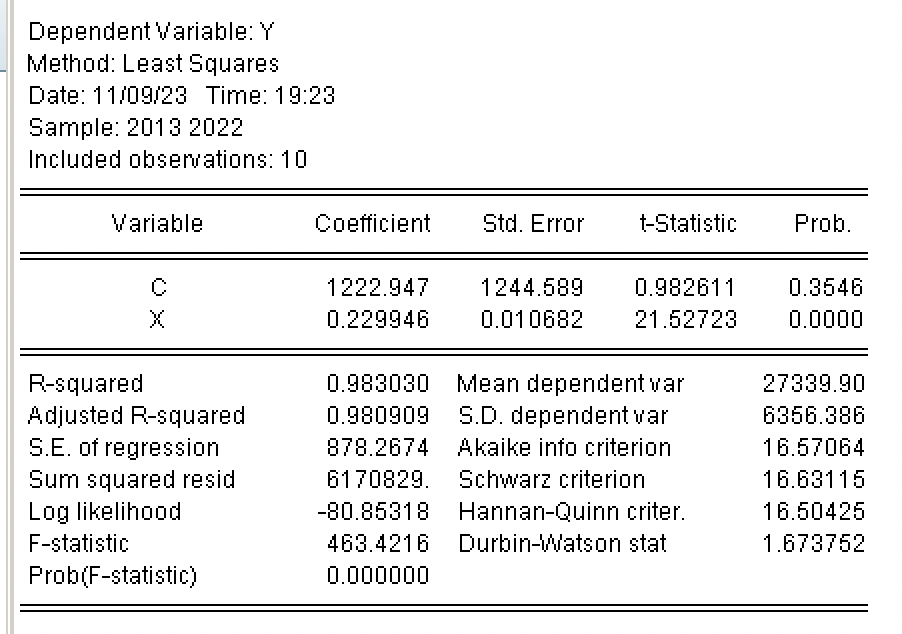 Dependent Variable: Y
Method: Least Squares
Date: 11/09/23 Time: 19:23
Sample: 2013 2022
Included observations: 10
Variable Coefficient Std. Error t-Statistic Prob.
C 1222.947 1244.589 0.982611 0.3546
X 0.229946 0.010682 21.52723 0.0000
R-squared 0.983030 Mean dependent var 27339.90
Adjusted R-squared 0.980909 S.D. dependent var 6356.386
S.E. of regression 878.2674 Akaike info criterion 16.57064
Sum squared resid 6170829. Schwarz criterion 16.63115
Log likelihood -80.85318 Hannan-Quinn criter. 16.50425
F-statistic 463.4216 Durbin-Watson stat 1.673752
Prob(F-statistic) 0.000000